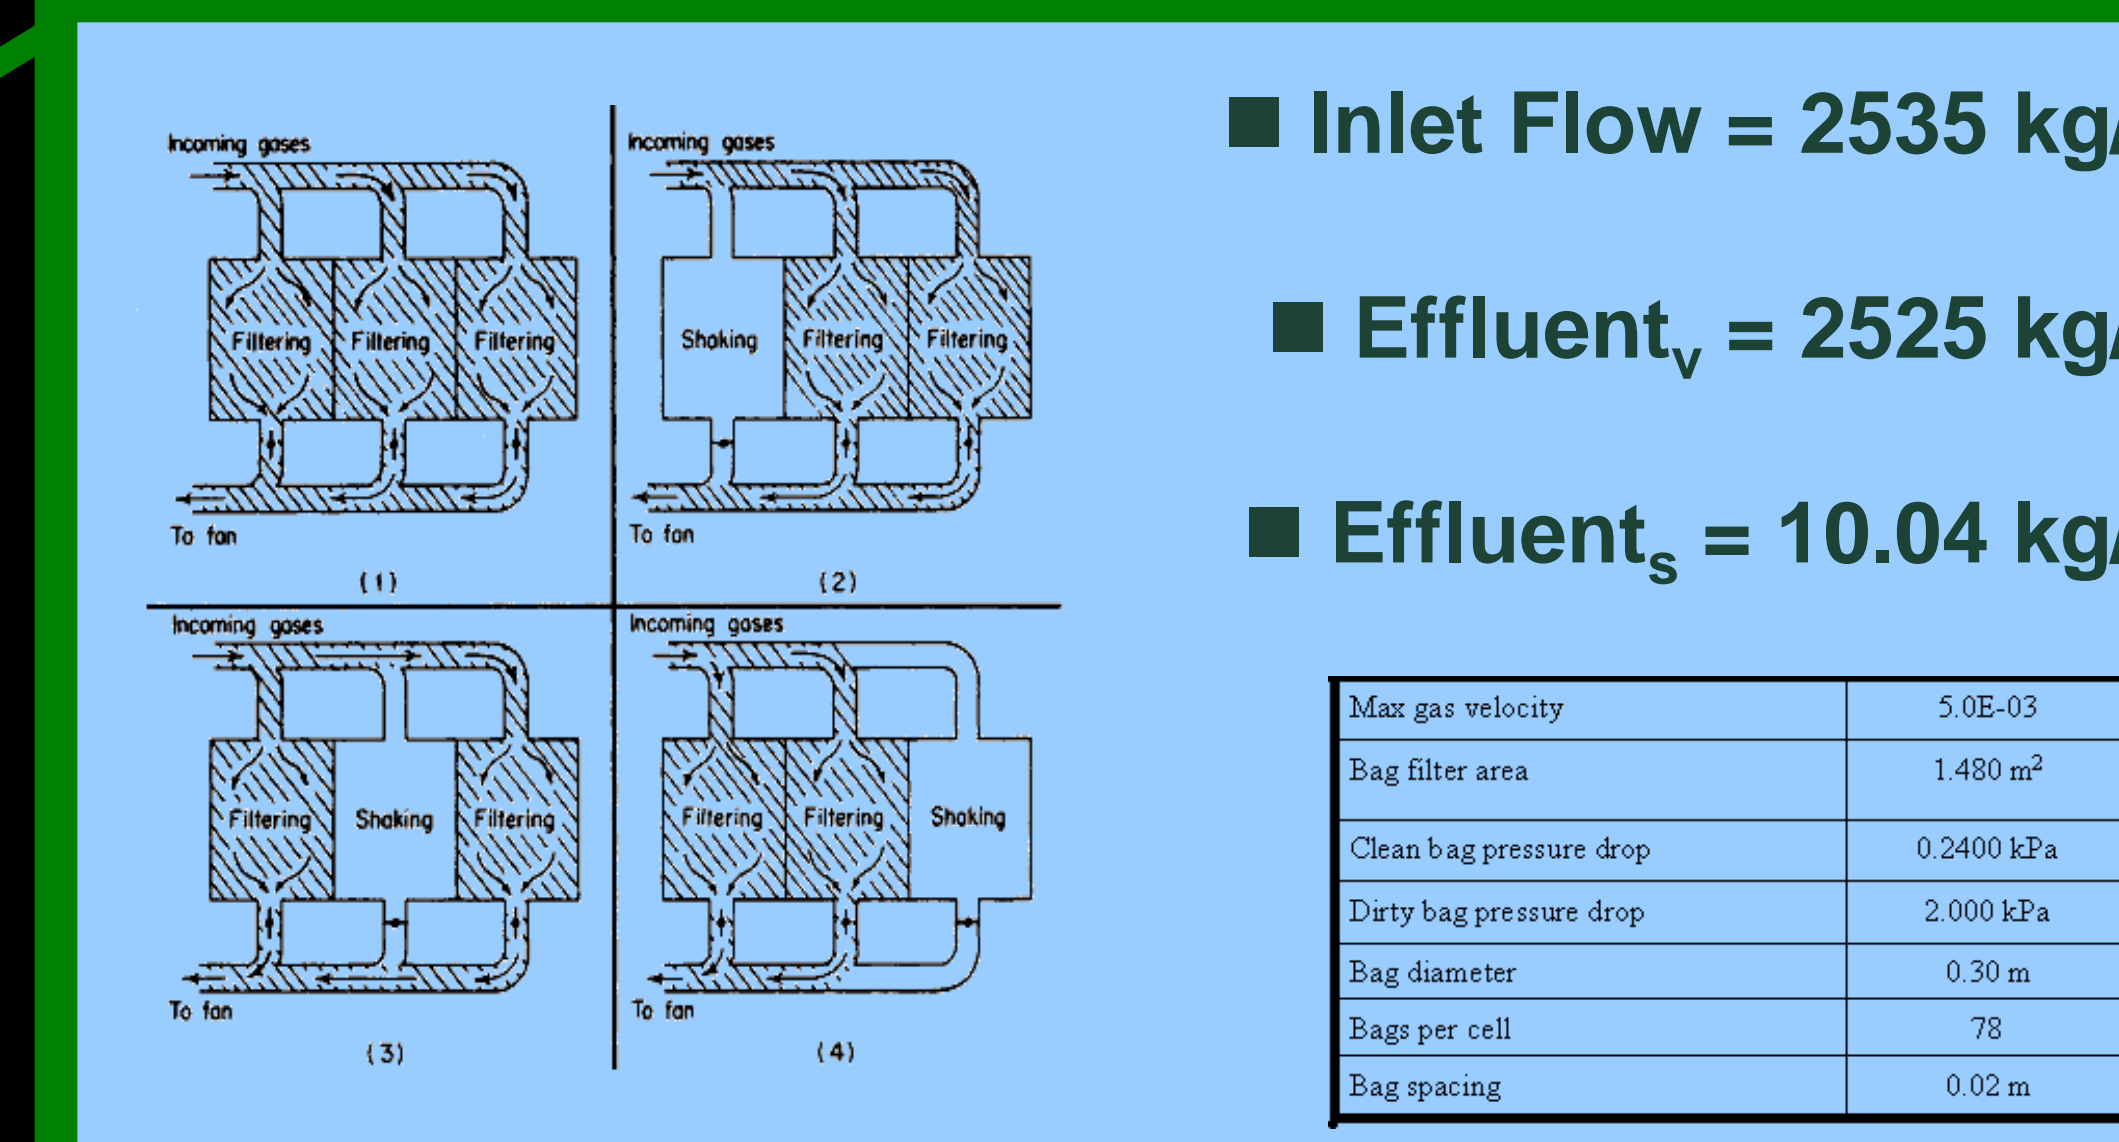 Incoming gases
Filtering Filtering Filtering
To fan
(1)
Incoming gases
Shaking Filtering Filtering
To fan
(2)
Incoming gases
Filtering Shaking Filtering
To fan
(3)
Incoming gases
Filtering Filtering Shaking
To fan
(4)
■ Inlet Flow = 2535 kg/
■ Effluentv = 2525 kg/
■ Effluents = 10.04 kg/
Max gas velocity 5.0E-03
Bag filter area 1.480 m²
Clean bag pressure drop 0.2400 kPa
Dirty bag pressure drop 2.000 kPa
Bag diameter 0.30 m
Bags per cell 78
Bag spacing 0.02 m